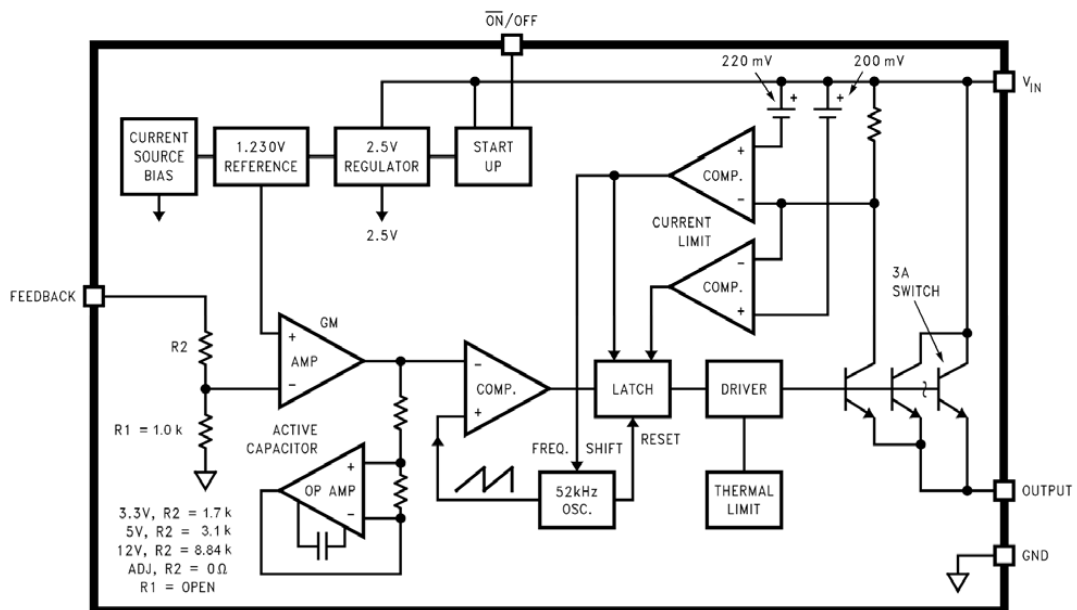 ON/OFF
220 mV
200 mV
+
+
VIN
CURRENT
SOURCE
BIAS
1.230V
REFERENCE
2.5V
REGULATOR
START
UP
+
COMP.
-
2.5V
CURRENT
LIMIT
-
COMP.
+
3A
SWITCH
FEEDBACK
GM
+
AMP
-
R2
-
COMP.
+
LATCH
DRIVER
R1 = 1.0 k
ACTIVE
CAPACITOR
FREQ. SHIFT
RESET
+
OP AMP
-
52kHz
OSC.
THERMAL
LIMIT
OUTPUT
3.3V, R2 = 1.7 k
5V, R2 = 3.1 k
12V, R2 = 8.84 k
ADJ, R2 = 0Ω
R1 = OPEN
GND